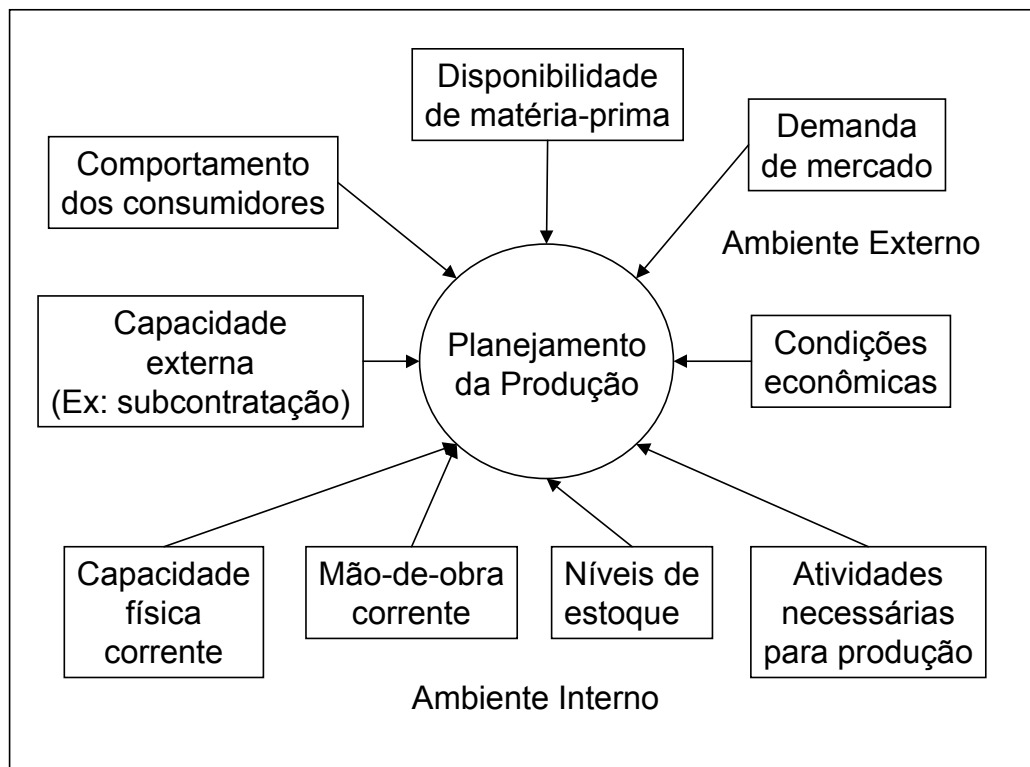 Disponibilidade
de matéria-prima
Demanda
de mercado
Comportamento
dos consumidores
Ambiente Externo
Capacidade
externa
(Ex: subcontratação)
Planejamento
da Produção
Condições
econômicas
Capacidade
física
corrente
Mão-de-obra
corrente
Níveis de
estoque
Atividades
necessárias
para produção
Ambiente Interno